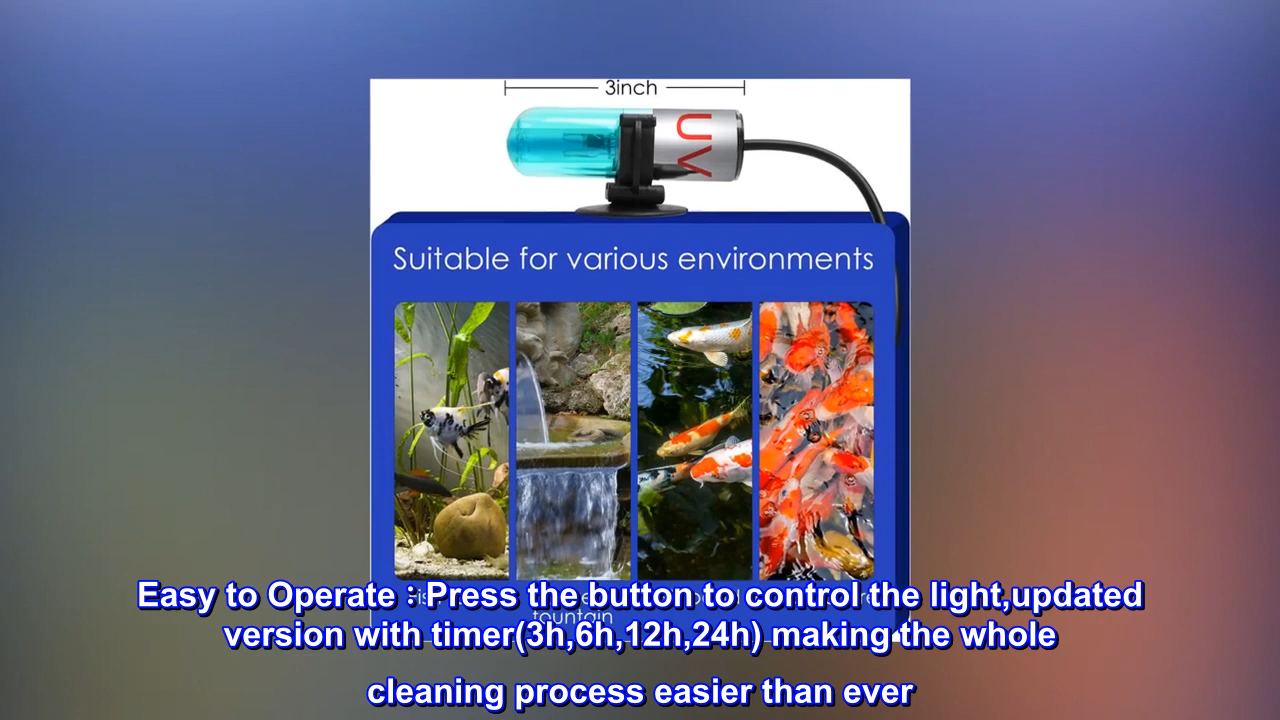 3inch
UV
Suitable for various environments
Easy to Operate : Press the button to control the light,updated
fountain
version with timer(3h,6h,12h,24h) making the whole
cleaning process easier than ever